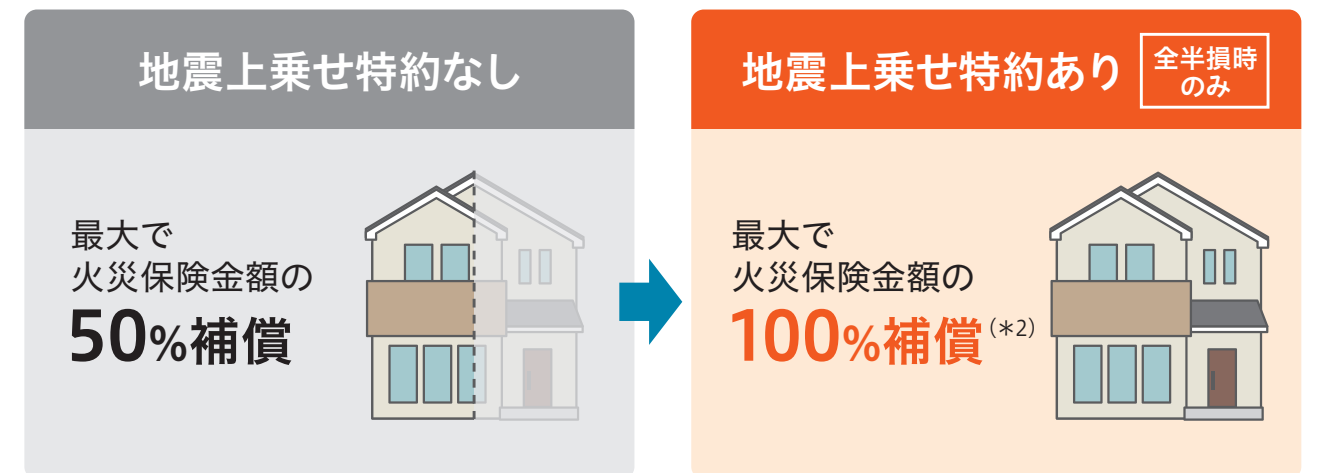 地震上乗せ特約なし
最大で
火災保険金額の
50%補償
地震上乗せ特約あり
全半損時
のみ
最大で
火災保険金額の
100%補償(*2)